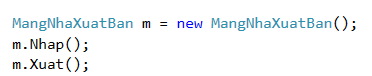 MangNhaXuatBan m = new MangNhaXuatBan();
m.Nhap();
m.Xuat();